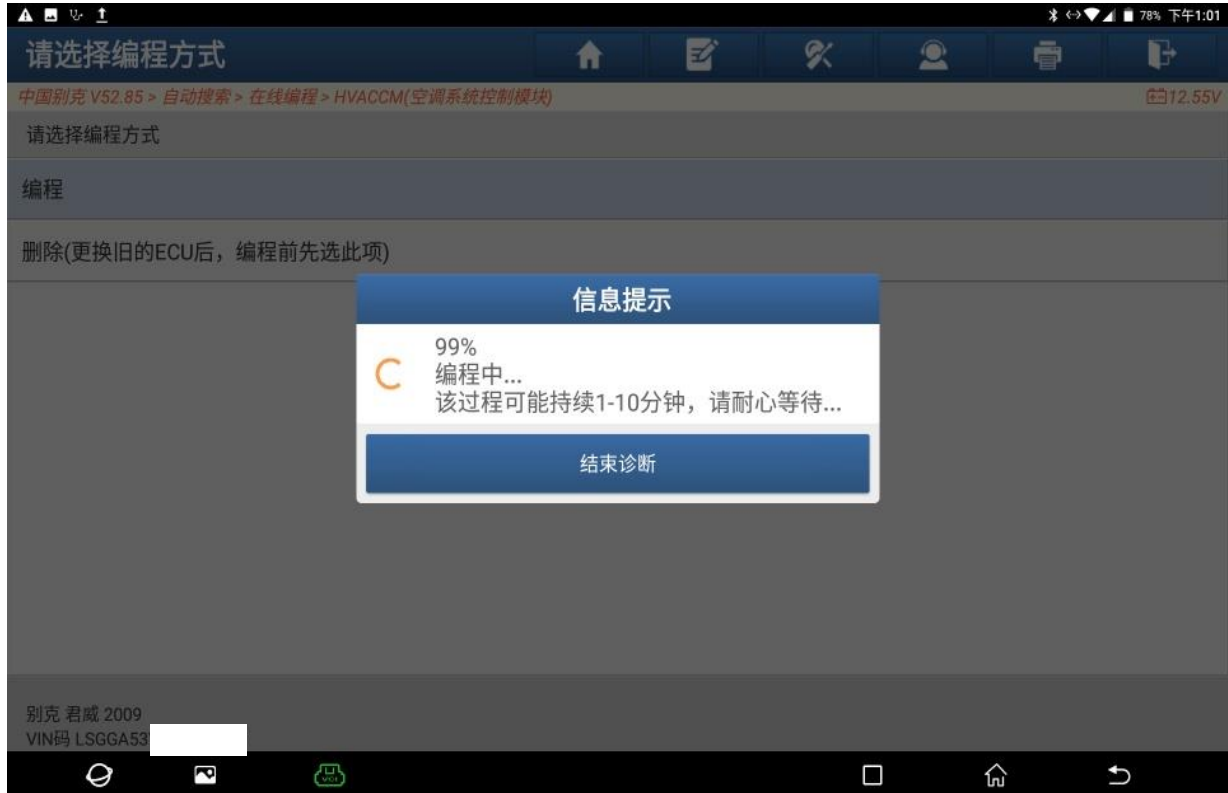 78% 下午1:01
请选择编程方式
中国别克 V52.85 > 自动搜索 > 在线编程 > HVACCM(空调系统控制模块)
12.55V
请选择编程方式
编程
删除(更换旧的ECU后，编程前先选此项)
信息提示
99%
编程中...
该过程可能持续1-10分钟，请耐心等待...
结束诊断
别克 君威 2009
VIN码 LSGGA53
VCI